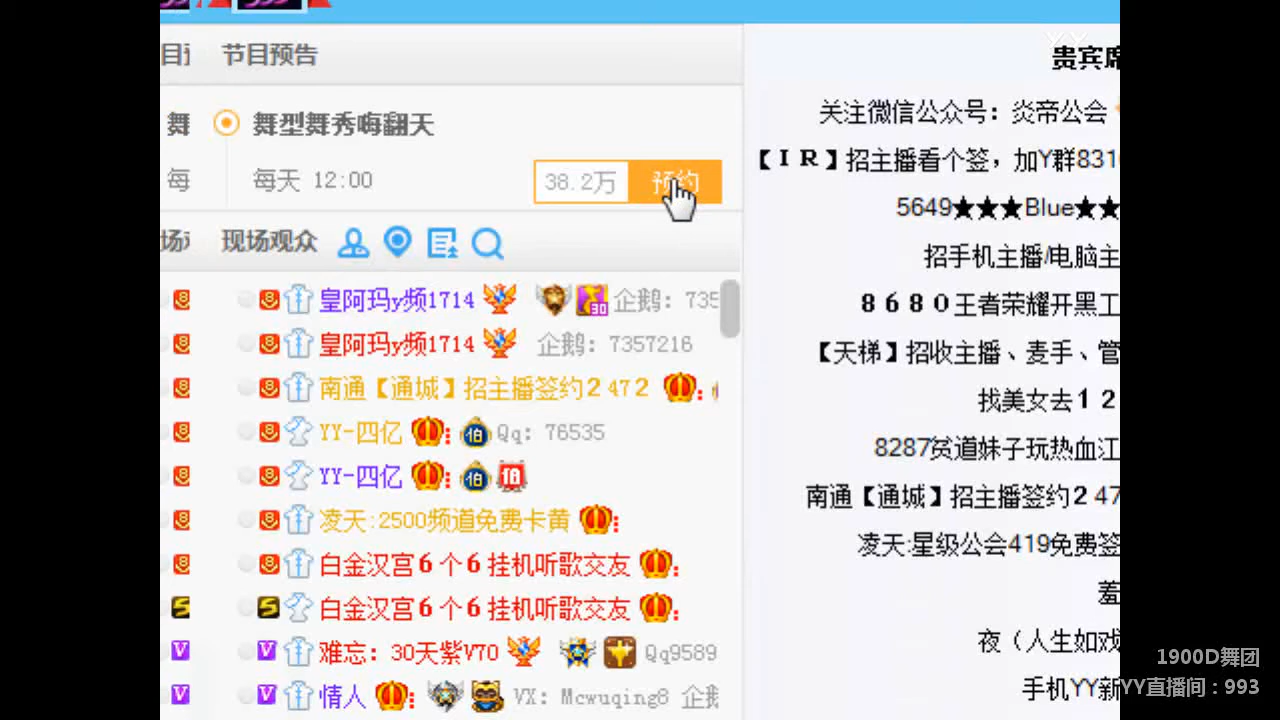 节目预告
舞 舞型舞秀嗨翻天
每 每天 12:00 38.2万 预约
现场观众
皇阿玛y频1714 30 企鹅: 735
皇阿玛y频1714 企鹅: 7357216
南通【通城】招主播签约2 472
YY-四亿 伯 Qq: 76535
YY-四亿 伯 18
凌天:2500频道免费卡黄
白金汉宫6个6挂机听歌交友
白金汉宫6个6挂机听歌交友
难忘: 30天紫V70 Qq9589
情人 VX: Mcwuqing8 企鹅
贵宾席
关注微信公众号: 炎帝公会
【IR】招主播看个签，加Y群831
5649★★★Blue★★
招手机主播/电脑主
8680王者荣耀开黑工
【天梯】招收主播、麦手、管
找美女去12
8287贫道妹子玩热血江
南通【通城】招主播签约2 47
凌天:星级公会419免费签
羞
夜（人生如戏
手机YY新
1900D舞团
YY直播间：993